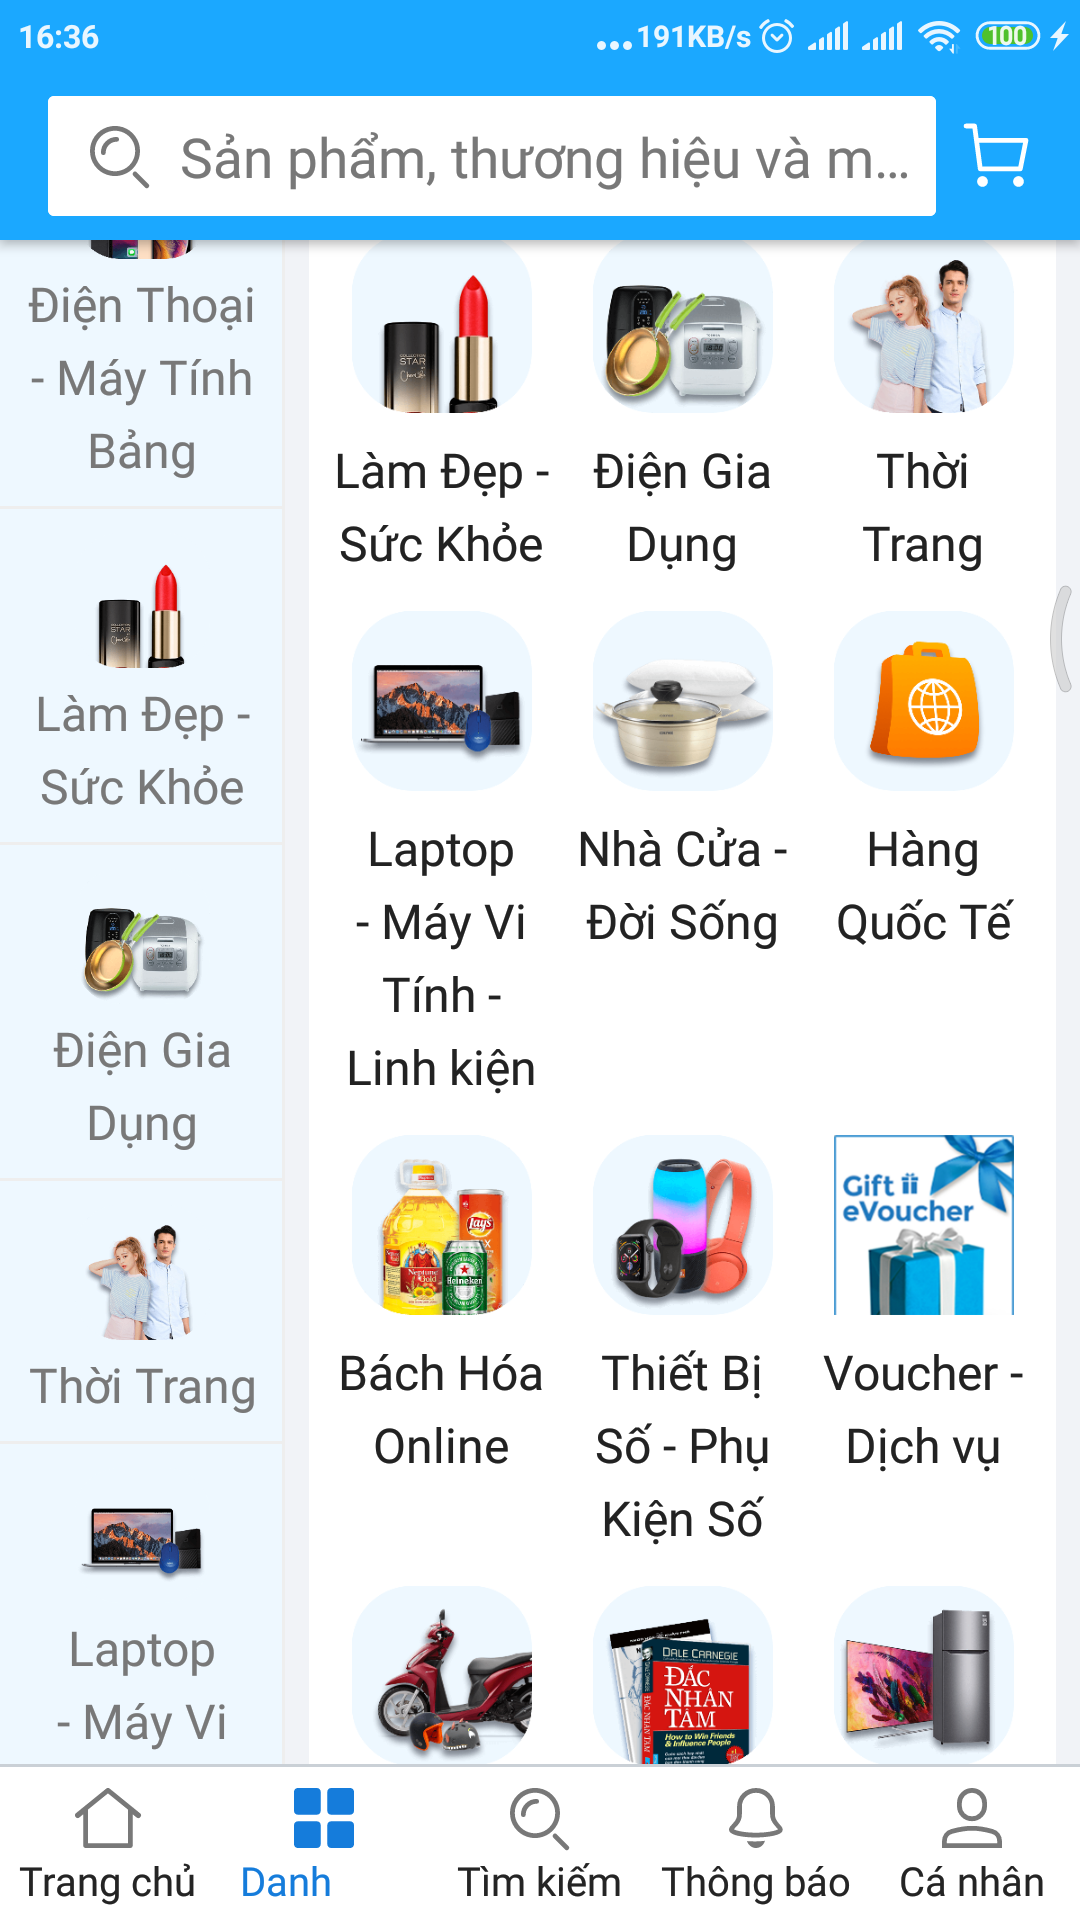 16:36
...191KB/s
100
Sản phẩm, thương hiệu và m...
Điện Thoại
- Máy Tính
Bảng
Làm Đẹp -
Sức Khỏe
Điện Gia
Dụng
Thời Trang
Laptop
- Máy Vi
Làm Đẹp -
Sức Khỏe
Điện Gia
Dụng
Thời
Trang
Laptop
- Máy Vi
Tính -
Linh kiện
Nhà Cửa -
Đời Sống
Hàng
Quốc Tế
Gift
eVoucher
Lay's
Neptune
Gold
Heineken
Bách Hóa
Online
Thiết Bị
Số - Phụ
Kiện Số
Voucher -
Dịch vụ
DALE CARNEGIE
ĐẮC
NHÂN
TÂM
How to Win Friends
& Influence People
Trang chủ
Danh
Tìm kiếm
Thông báo
Cá nhân